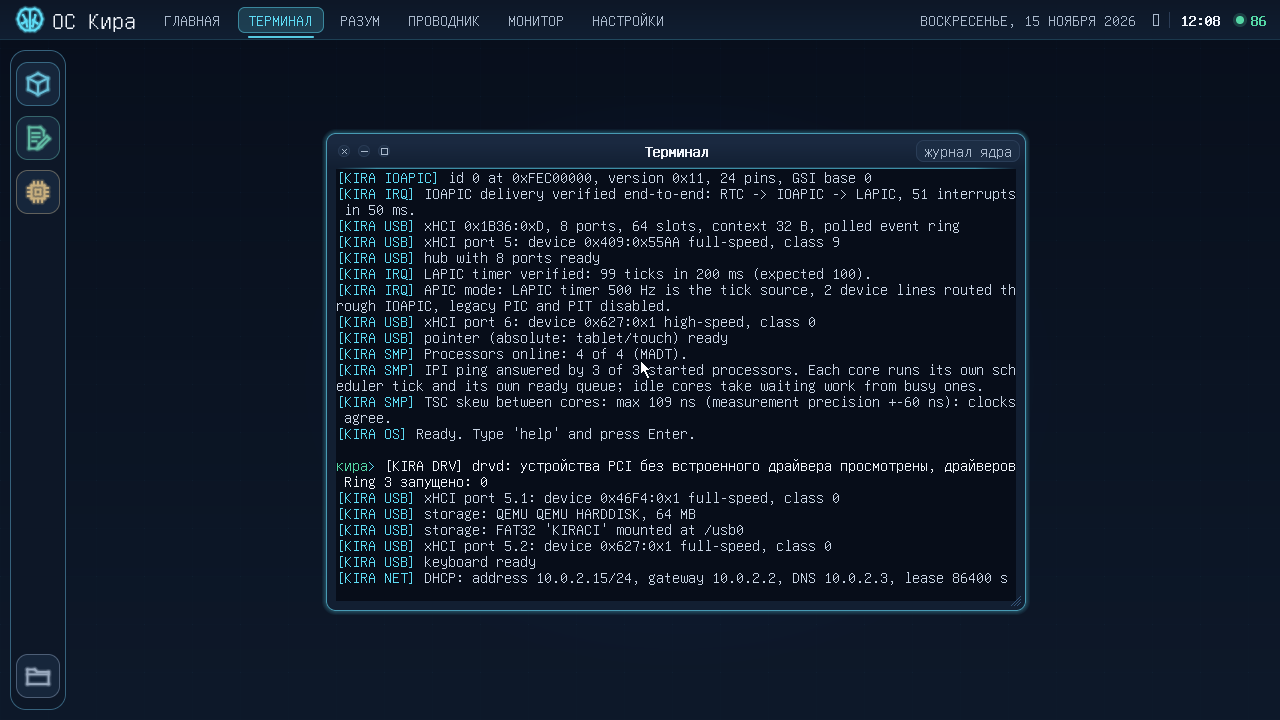 ОС Кира
ГЛАВНАЯ
ТЕРМИНАЛ
РАЗУМ
ПРОВОДНИК
МОНИТОР
НАСТРОЙКИ
ВОСКРЕСЕНЬЕ, 15 НОЯБРЯ 2026
12:08
86
Терминал
журнал ядра
[KIRA IOAPIC] id 0 at 0xFEC00000, version 0x11, 24 pins, GSI base 0
[KIRA IRQ] IOAPIC delivery verified end-to-end: RTC -> IOAPIC -> LAPIC, 51 interrupts
in 50 ms.
[KIRA USB] xHCI 0x1B36:0xD, 8 ports, 64 slots, context 32 B, polled event ring
[KIRA USB] xHCI port 5: device 0x409:0x55AA full-speed, class 9
[KIRA USB] hub with 8 ports ready
[KIRA IRQ] LAPIC timer verified: 99 ticks in 200 ms (expected 100).
[KIRA IRQ] APIC mode: LAPIC timer 500 Hz is the tick source, 2 device lines routed th
rough IOAPIC, legacy PIC and PIT disabled.
[KIRA USB] xHCI port 6: device 0x627:0x1 high-speed, class 0
[KIRA USB] pointer (absolute: tablet/touch) ready
[KIRA SMP] Processors online: 4 of 4 (MADT).
[KIRA SMP] IPI ping answered by 3 of 3 started processors. Each core runs its own sch
eduler tick and its own ready queue; idle cores take waiting work from busy ones.
[KIRA SMP] TSC skew between cores: max 109 ns (measurement precision +-60 ns): clocks
agree.
[KIRA OS] Ready. Type 'help' and press Enter.
кира> [KIRA DRV] drvd: устройства PCI без встроенного драйвера просмотрены, драйверов
Ring 3 запущено: 0
[KIRA USB] xHCI port 5.1: device 0x46F4:0x1 full-speed, class 0
[KIRA USB] storage: QEMU QEMU HARDDISK, 64 MB
[KIRA USB] storage: FAT32 'KIRACI' mounted at /usb0
[KIRA USB] xHCI port 5.2: device 0x627:0x1 full-speed, class 0
[KIRA USB] keyboard ready
[KIRA NET] DHCP: address 10.0.2.15/24, gateway 10.0.2.2, DNS 10.0.2.3, lease 86400 s